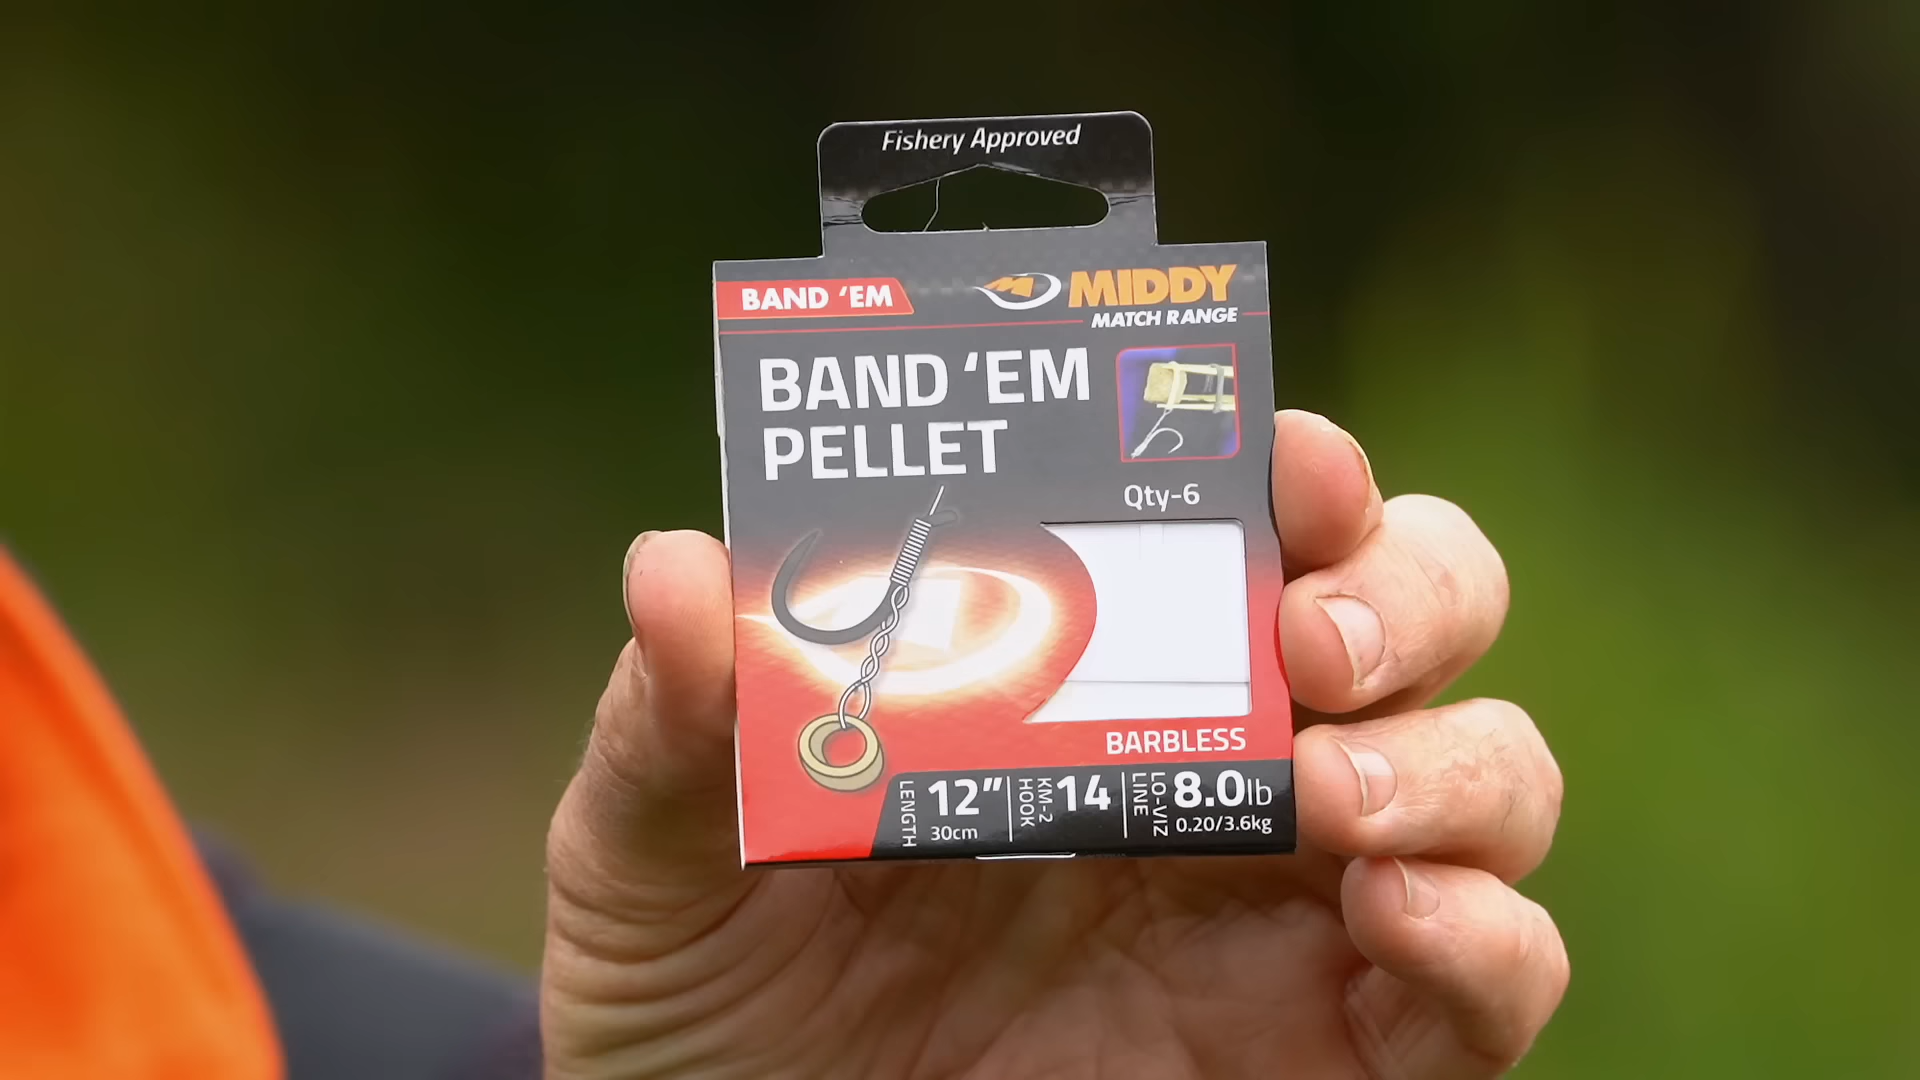 Fishery Approved
BAND 'EM
MIDDY
MATCH RANGE
BAND 'EM
PELLET
Qty-6
BARBLESS
LENGTH 12" 30cm
KM-2 HOOK 14
LO-VIZ LINE 8.0lb 0.20/3.6kg